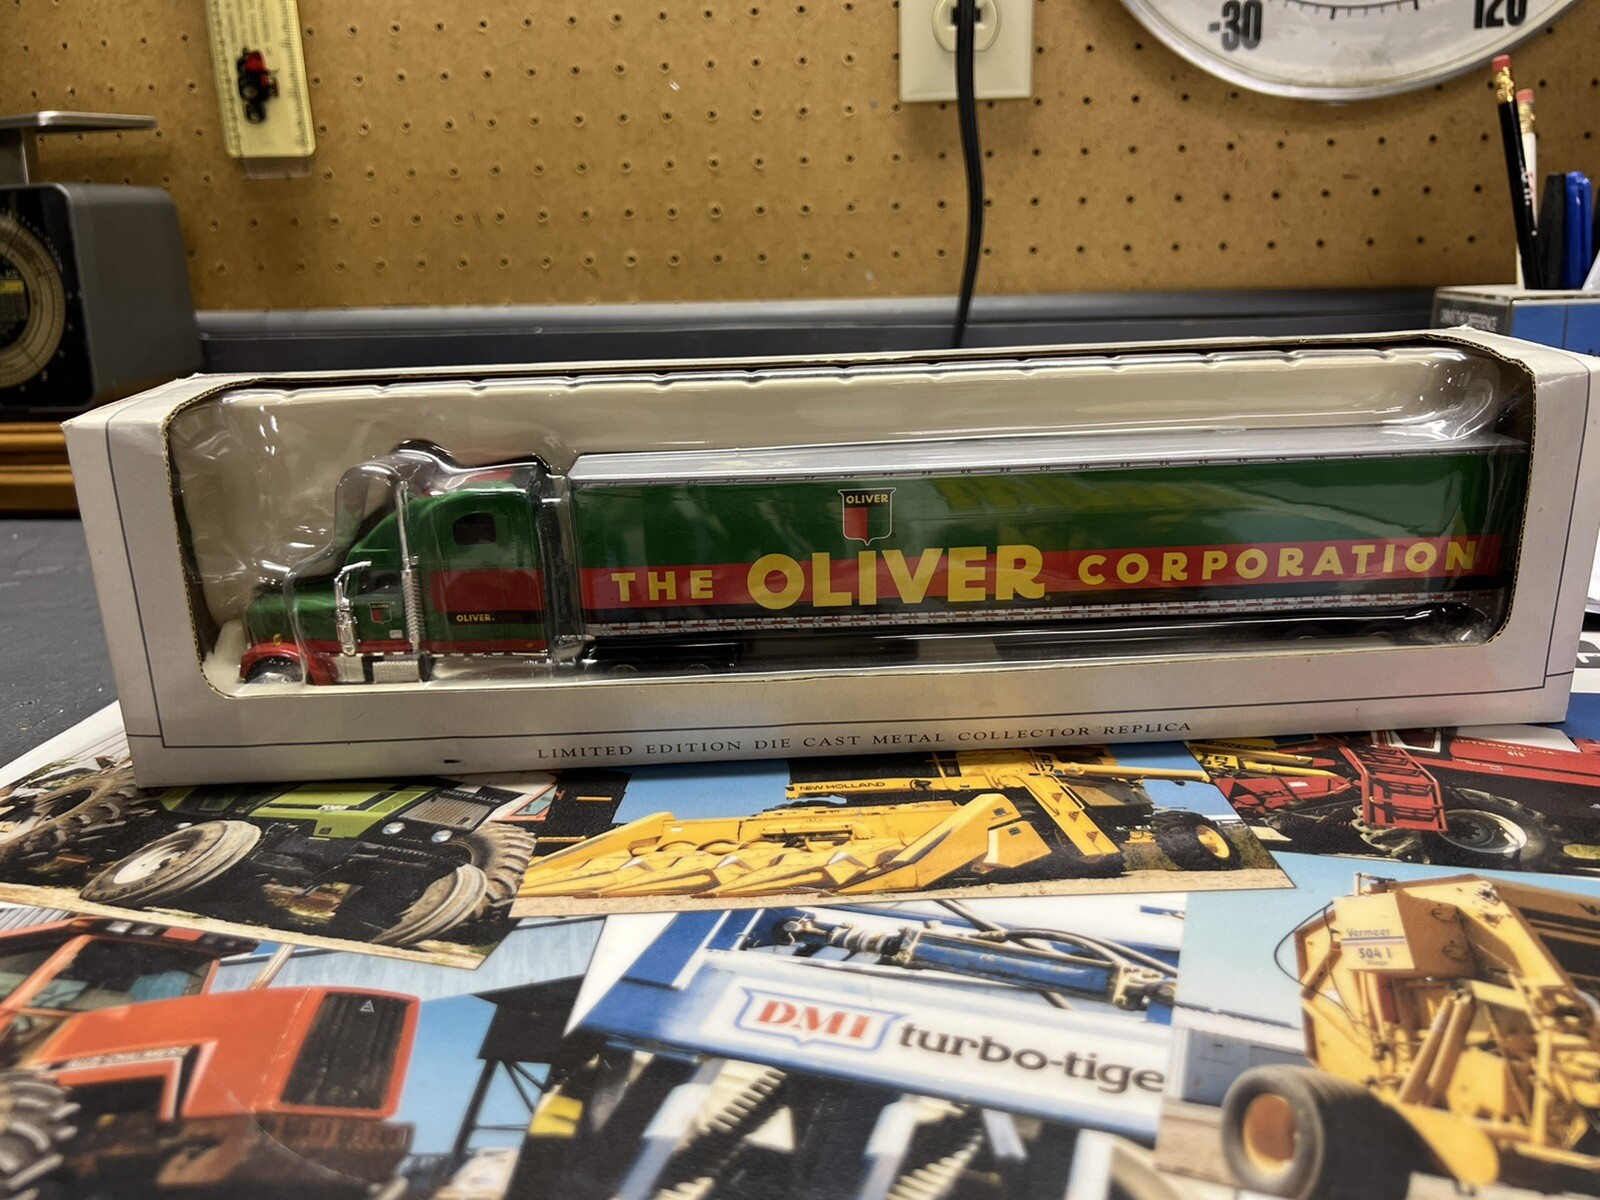 -30
120
OLIVER
THE OLIVER CORPORATION
OLIVER
LIMITED EDITION DIE CAST METAL COLLECTOR REPLICA
NEW HOLLAND
DMI turbo-tige
Vermeer
504 I